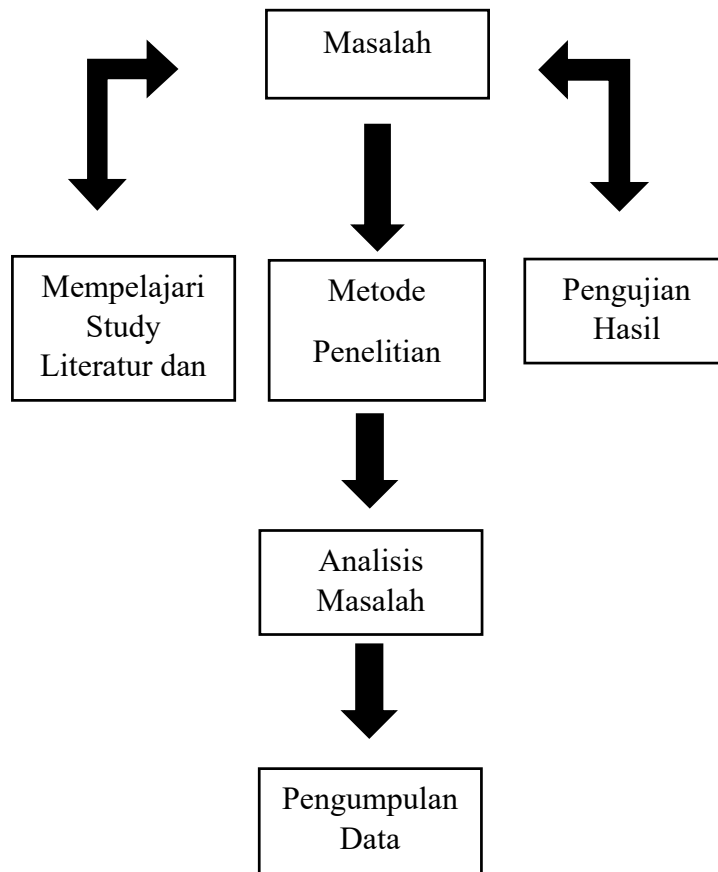 Masalah
Mempelajari
Study
Literatur dan
Metode
Penelitian
Pengujian
Hasil
Analisis
Masalah
Pengumpulan
Data